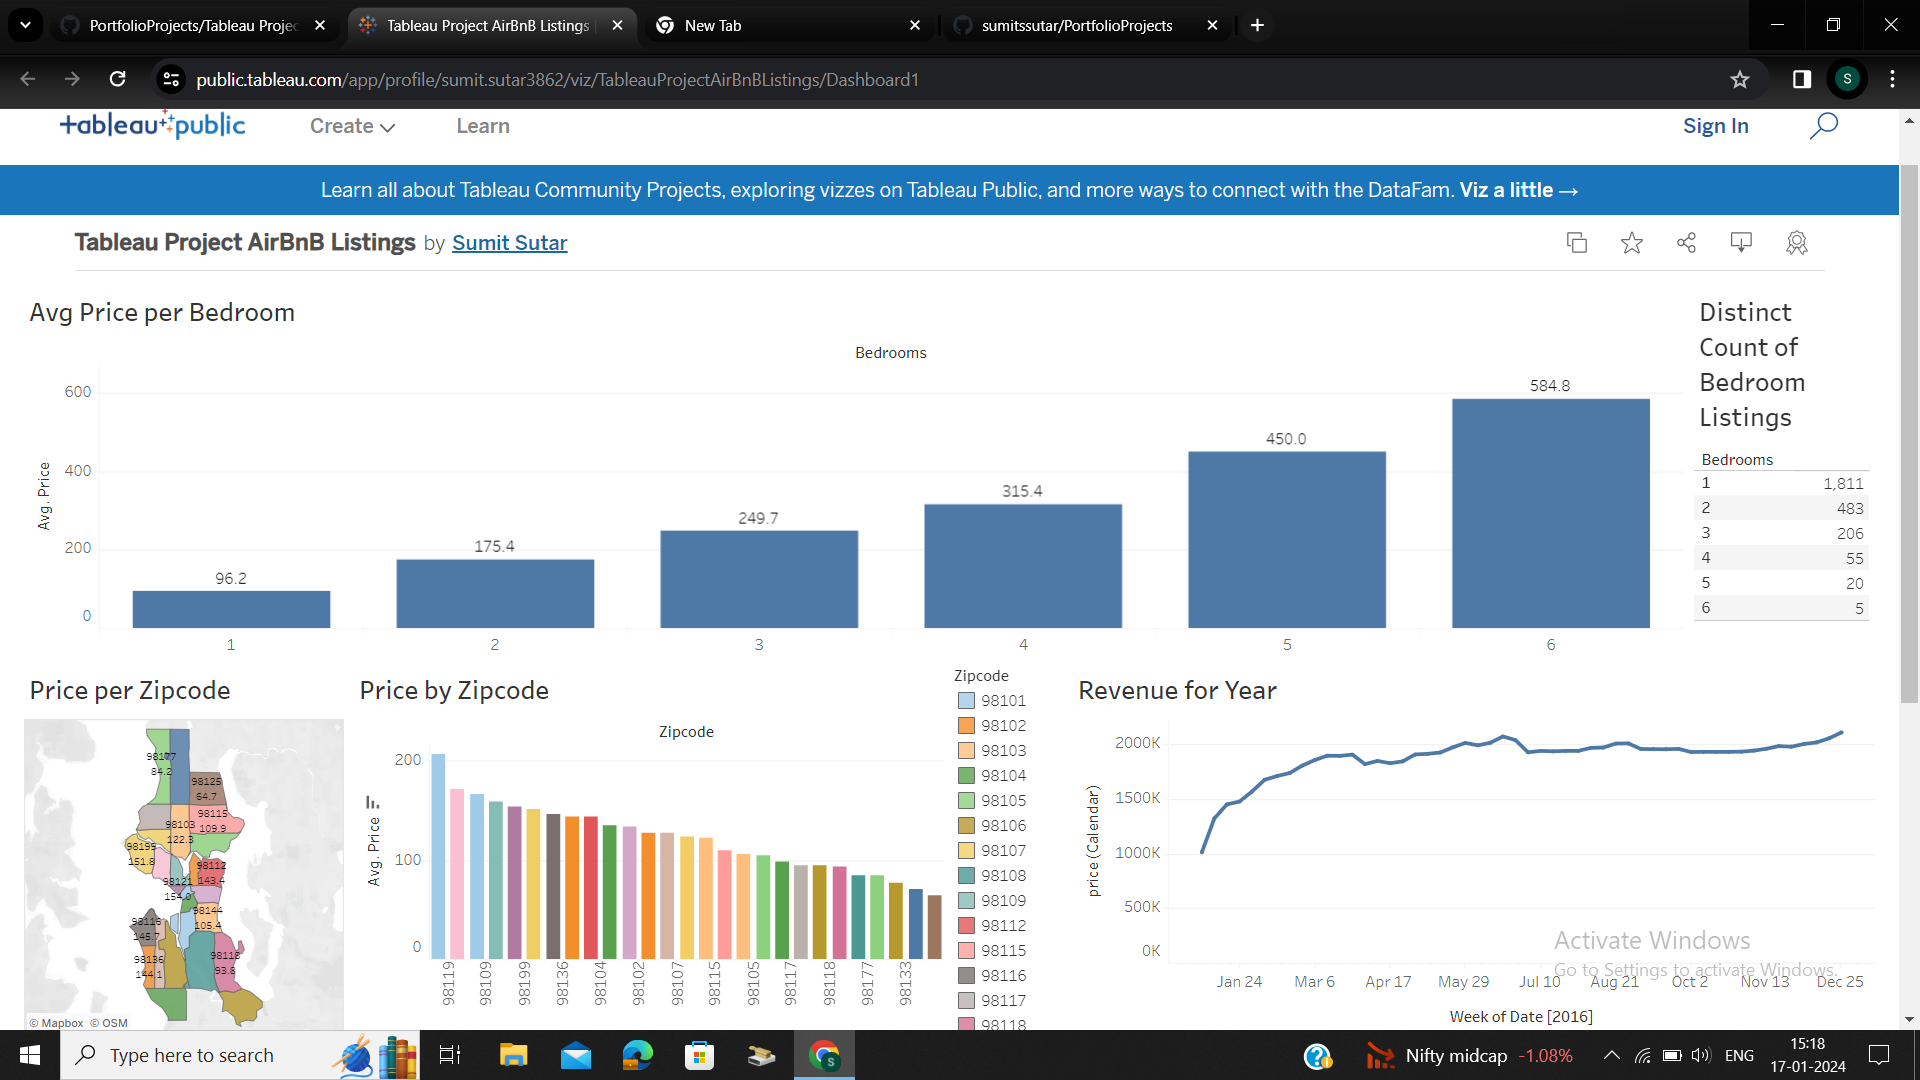 PortfolioProjects/Tableau Projec
Tableau Project AirBnB Listings
New Tab
sumitssutar/PortfolioProjects
public.tableau.com/app/profile/sumit.sutar3862/viz/TableauProjectAirBnBListings/Dashboard1
S
tableau public
Create
Learn
Sign In
Learn all about Tableau Community Projects, exploring vizzes on Tableau Public, and more ways to connect with the DataFam. Viz a little →
Tableau Project AirBnB Listings by Sumit Sutar
Avg Price per Bedroom
Bedrooms
Avg. Price
600
400
200
0
96.2
175.4
249.7
315.4
450.0
584.8
1
2
3
4
5
6
Distinct
Count of
Bedroom
Listings
Bedrooms
1 1,811
2 483
3 206
4 55
5 20
6 5
Price per Zipcode
98177
84.2
98125
64.7
98115
109.9
98103
122.3
98199
151.8
98112
143.4
98121
154.0
98144
105.4
98116
145.7
98136
144.1
98118
93.8
© Mapbox © OSM
Price by Zipcode
Zipcode
Avg. Price
200
100
0
98119
98109
98199
98136
98104
98102
98107
98115
98105
98117
98118
98177
98133
Zipcode
98101
98102
98103
98104
98105
98106
98107
98108
98109
98112
98115
98116
98117
98118
Revenue for Year
price (Calendar)
2000K
1500K
1000K
500K
0K
Jan 24
Mar 6
Apr 17
May 29
Jul 10
Aug 21
Oct 2
Nov 13
Dec 25
Week of Date [2016]
Activate Windows
Go to Settings to activate Windows.
Type here to search
S
Nifty midcap -1.08%
ENG
15:18
17-01-2024